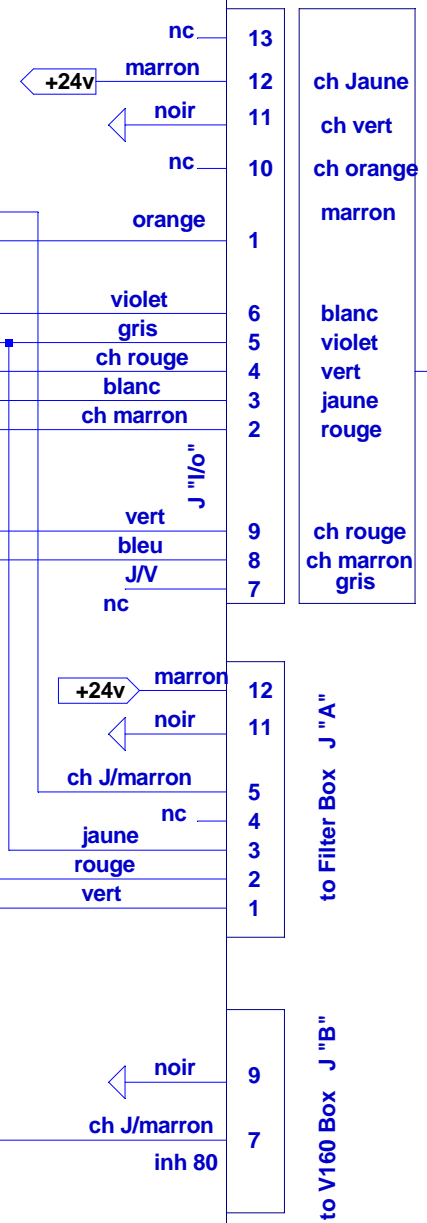 nc 13
marron
+24v 12 ch Jaune
noir 11 ch vert
nc 10 ch orange
marron
orange 1
violet 6 blanc
gris 5 violet
ch rouge 4 vert
blanc 3 jaune
ch marron 2 rouge
J "I/o"
vert 9 ch rouge
bleu 8 ch marron
J/V 7 gris
nc
marron
+24v 12
noir 11
ch J/marron 5
nc 4
jaune 3
rouge 2
vert 1
to Filter Box J "A"
noir 9
ch J/marron 7
inh 80
to V160 Box J "B"